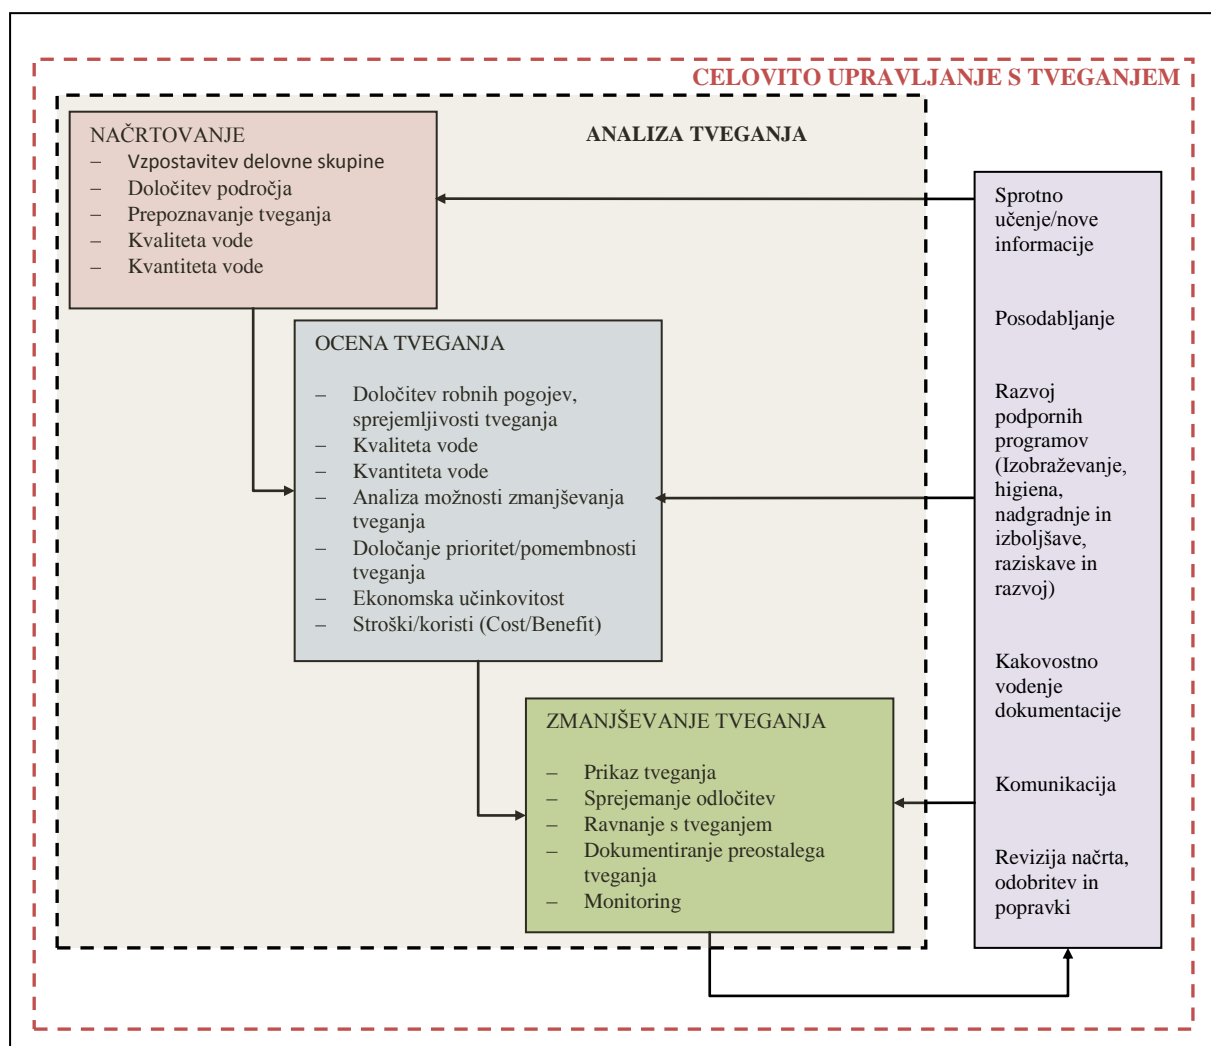 CELOVITO UPRAVLJANJE S TVEGANJEM
ANALIZA TVEGANJA
NAČRTOVANJE
– Vzpostavitev delovne skupine
– Določitev področja
– Prepoznavanje tveganja
– Kvaliteta vode
– Kvantiteta vode
OCENA TVEGANJA
– Določitev robnih pogojev,
sprejemljivosti tveganja
– Kvaliteta vode
– Kvantiteta vode
– Analiza možnosti zmanjševanja
tveganja
– Določanje prioritet/pomembnosti
tveganja
– Ekonomska učinkovitost
– Stroški/koristi (Cost/Benefit)
ZMANJŠEVANJE TVEGANJA
– Prikaz tveganja
– Sprejemanje odločitev
– Ravnanje s tveganjem
– Dokumentiranje preostalega
tveganja
– Monitoring
Sprotno
učenje/nove
informacije
Posodabljanje
Razvoj
podpornih
programov
(Izobraževanje,
higiena,
nadgradnje in
izboljšave,
raziskave in
razvoj)
Kakovostno
vodenje
dokumentacije
Komunikacija
Revizija načrta,
odobritev in
popravki